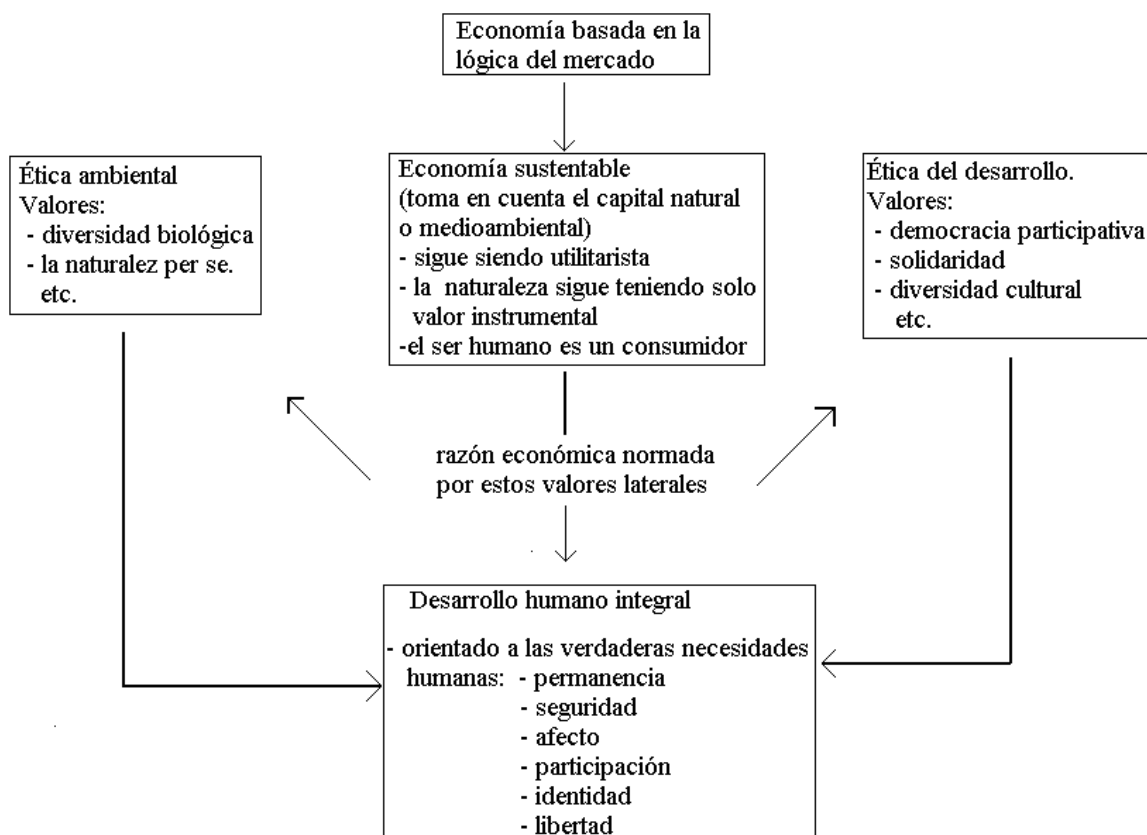 Economía basada en la
lógica del mercado
Ética ambiental
Valores:
- diversidad biológica
- la naturalez per se.
etc.
Economía sustentable
(toma en cuenta el capital natural
o medioambiental)
- sigue siendo utilitarista
- la naturaleza sigue teniendo solo
valor instrumental
-el ser humano es un consumidor
Ética del desarrollo.
Valores:
- democracia participativa
- solidaridad
- diversidad cultural
etc.
razón económica normada
por estos valores laterales
Desarrollo humano integral
- orientado a las verdaderas necesidades
humanas: - permanencia
- seguridad
- afecto
- participación
- identidad
- libertad